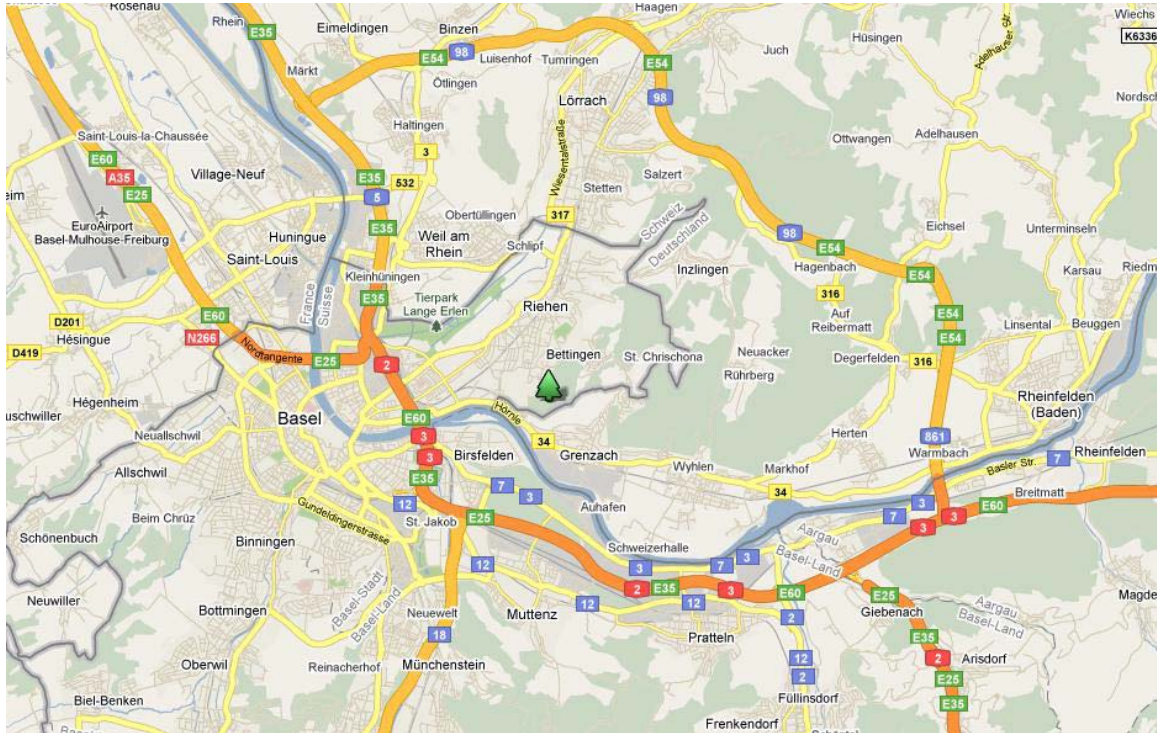 Rosenau
Rhein
E35
Eimeldingen
Binzen
Haagen
Adelhauser Str.
Wiechs
K6336
98
E54
Luisenhof
Tumringen
Juch
Hüsingen
Märkt
Ötlingen
E54
E54
98
Lörrach
Nordsch
Saint-Louis-la-Chaussée
Haltingen
Ottwangen
Adelhausen
E60
3
Wiesentalstraße
A35
Village-Neuf
E35
532
Stetten
Salzert
E25
5
EuroAirport
Basel-Mulhouse-Freiburg
Huningue
E35
Obertüllingen
317
Schweiz
Deutschland
98
Eichsel
Unterminseln
Saint-Louis
Weil am
Rhein
Schlipf
E54
Kleinhüningen
Inzlingen
Hagenbach
E54
Karsau
Riedm
France
Suisse
E35
Tierpark
Lange Erlen
Riehen
316
Auf
Reibermatt
E54
D201
Hésingue
E60
N266
Linsental
Beuggen
E54
D419
Nordtangente
E25
2
Bettingen
St. Chrischona
Neuacker
Rührberg
Degerfelden
316
uschwiller
Hégenheim
Basel
E60
Hörnle
Rheinfelden
(Baden)
Neuallschwil
3
34
Herten
861
3
Birsfelden
Grenzach
Wyhlen
Markhof
Warmbach
Basler Str.
7
Rheinfelden
Allschwil
E35
7
3
34
3
Breitmatt
12
Auhafen
7
E60
Gundeldingerstrasse
St. Jakob
E25
3
3
Beim Chrüz
Schönenbuch
Binningen
Schweizerhalle
3
7
3
Aargau
Basel-Land
12
Neuwiller
Basel-Stadt
Basel-Land
2
E35
3
E60
E25
Bottmingen
Neuewelt
Muttenz
12
12
2
Giebenach
Aargau
Basel-Land
Magde
18
Pratteln
E35
Oberwil
Reinacherhof
Münchenstein
12
2
2
Arisdorf
E25
Biel-Benken
Füllinsdorf
E35
Frenkendorf